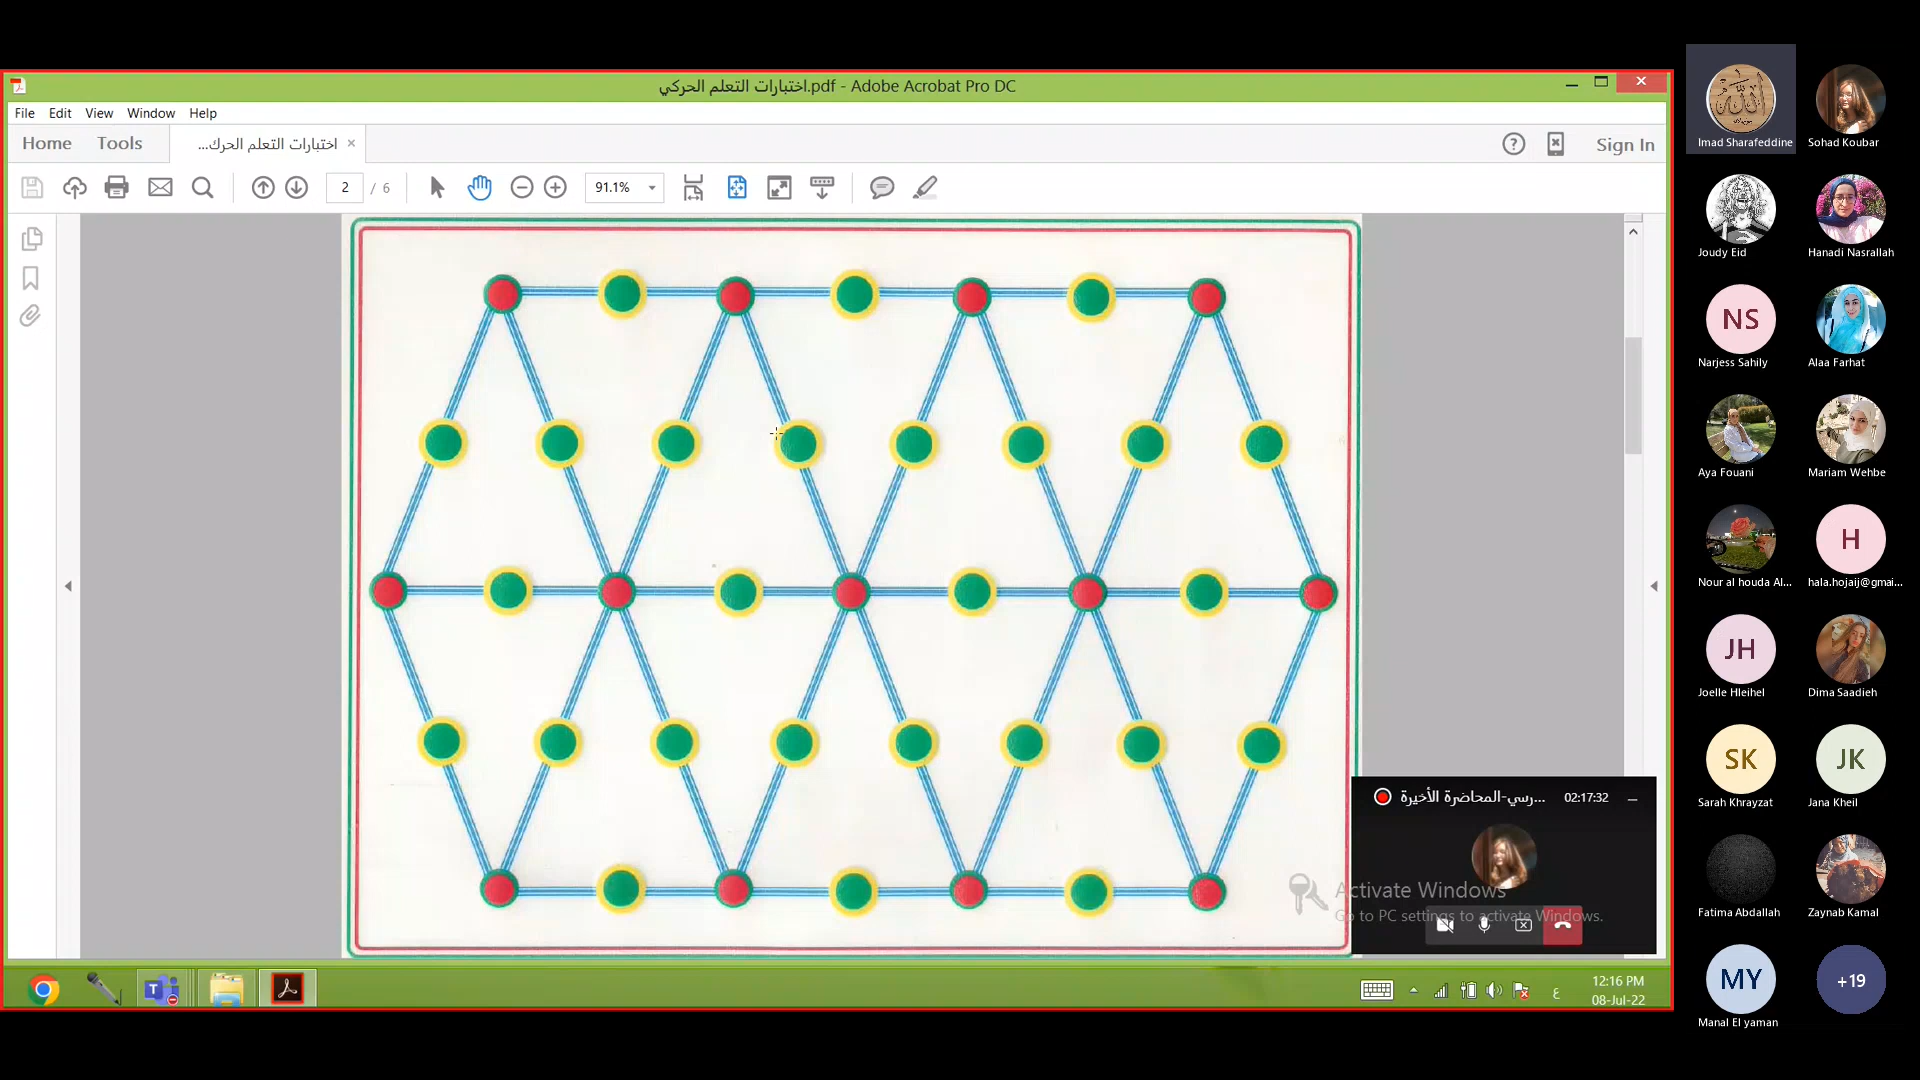 اختبارات التعلم الحركي.pdf - Adobe Acrobat Pro DC
File Edit View Window Help
Home Tools اختبارات التعلم الحرك... × Sign In
2 / 6 91.1%
Imad Sharafeddine
Sohad Koubar
Joudy Eid
Hanadi Nasrallah
NS
Narjess Sahily
Alaa Farhat
Aya Fouani
Mariam Wehbe
Nour al houda Al...
H
hala.hojaij@gmai...
JH
Joelle Hleihel
Dima Saadieh
SK
Sarah Khrayzat
JK
Jana Kheil
Fatima Abdallah
Zaynab Kamal
MY
Manal El yaman
+19
...رسي-المحاضرة الأخيرة 02:17:32
Activate Windows
Go to PC settings to activate Windows.
ع
12:16 PM
08-Jul-22